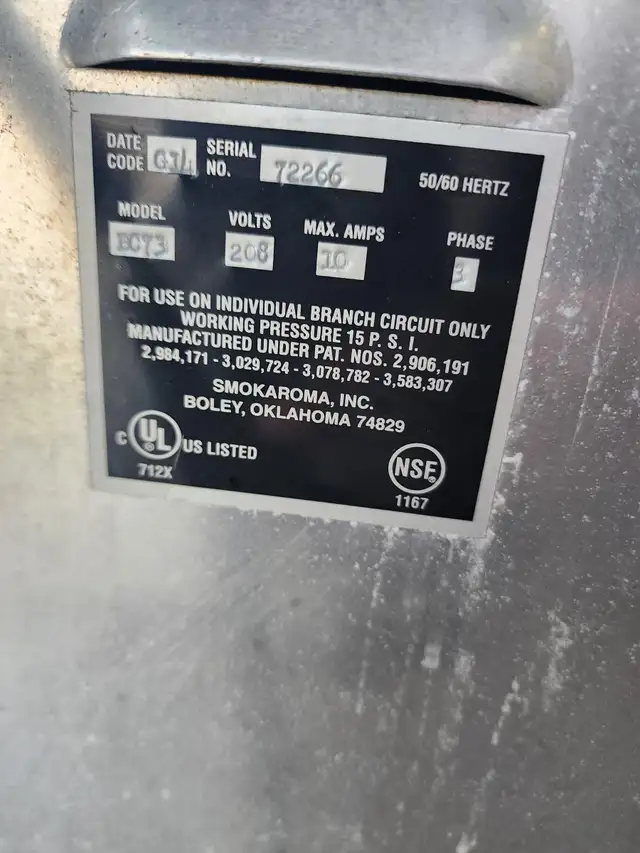 DATE CODE GJ4 SERIAL NO. 72266 50/60 HERTZ
MODEL VOLTS MAX. AMPS PHASE
208 10 3
FOR USE ON INDIVIDUAL BRANCH CIRCUIT ONLY
WORKING PRESSURE 15 P. S. I.
MANUFACTURED UNDER PAT. NOS. 2,906,191
2,984,171 - 3,029,724 - 3,078,782 - 3,583,307
SMOKAROMA, INC.
BOLEY, OKLAHOMA 74829
C UL ® US LISTED
712X
NSF®
1167